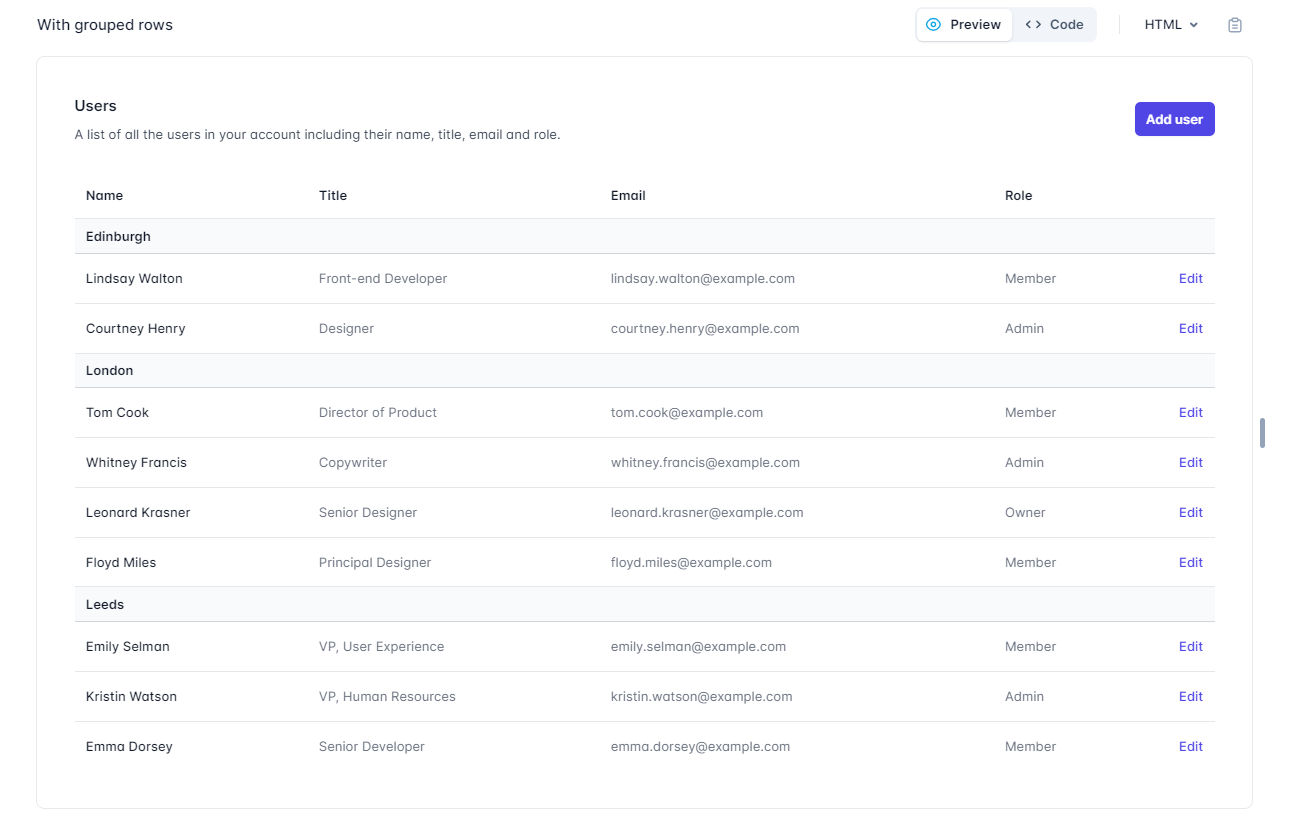 With grouped rows
Preview Code HTML
Users
A list of all the users in your account including their name, title, email and role.
Add user
Name Title Email Role
Edinburgh
Lindsay Walton Front-end Developer lindsay.walton@example.com Member Edit
Courtney Henry Designer courtney.henry@example.com Admin Edit
London
Tom Cook Director of Product tom.cook@example.com Member Edit
Whitney Francis Copywriter whitney.francis@example.com Admin Edit
Leonard Krasner Senior Designer leonard.krasner@example.com Owner Edit
Floyd Miles Principal Designer floyd.miles@example.com Member Edit
Leeds
Emily Selman VP, User Experience emily.selman@example.com Member Edit
Kristin Watson VP, Human Resources kristin.watson@example.com Admin Edit
Emma Dorsey Senior Developer emma.dorsey@example.com Member Edit